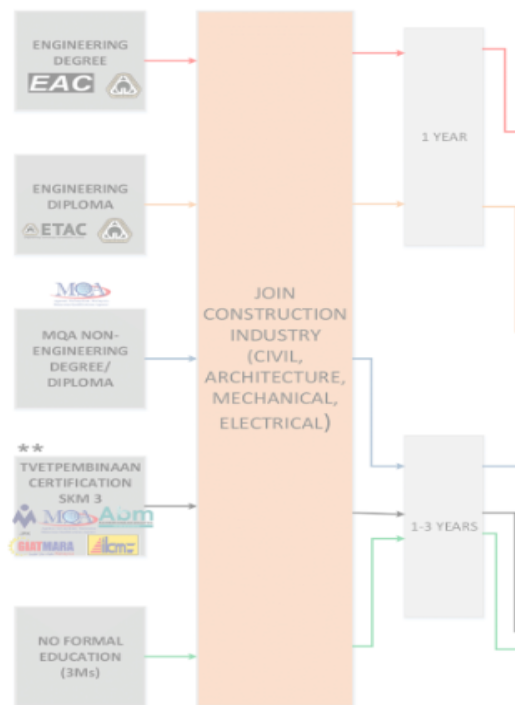 ENGINEERING
DEGREE
EAC
ENGINEERING
DIPLOMA
ETAC
MQA
MQA NON-
ENGINEERING
DEGREE/
DIPLOMA
**
TVETPEMBINAAN
CERTIFICATION
SKM 3
MQA
GIATMARA
NO FORMAL
EDUCATION
(3Ms)
JOIN
CONSTRUCTION
INDUSTRY
(CIVIL,
ARCHITECTURE,
MECHANICAL,
ELECTRICAL)
1 YEAR
1-3 YEARS